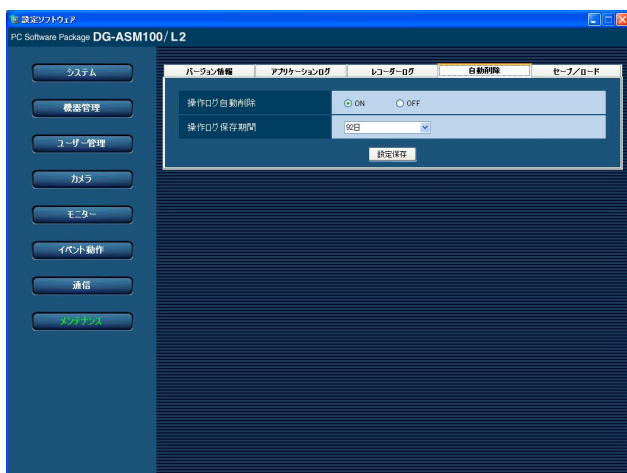 設定ソフトウェア
PC Software Package DG-ASM100/L2
システム
機器管理
ユーザー管理
カメラ
モニター
イベント動作
通信
メンテナンス
バージョン情報 アプリケーションログ レコーダーログ 自動削除 セーブ/ロード
操作ログ自動削除 ON OFF
操作ログ保存期間 92日
設定保存